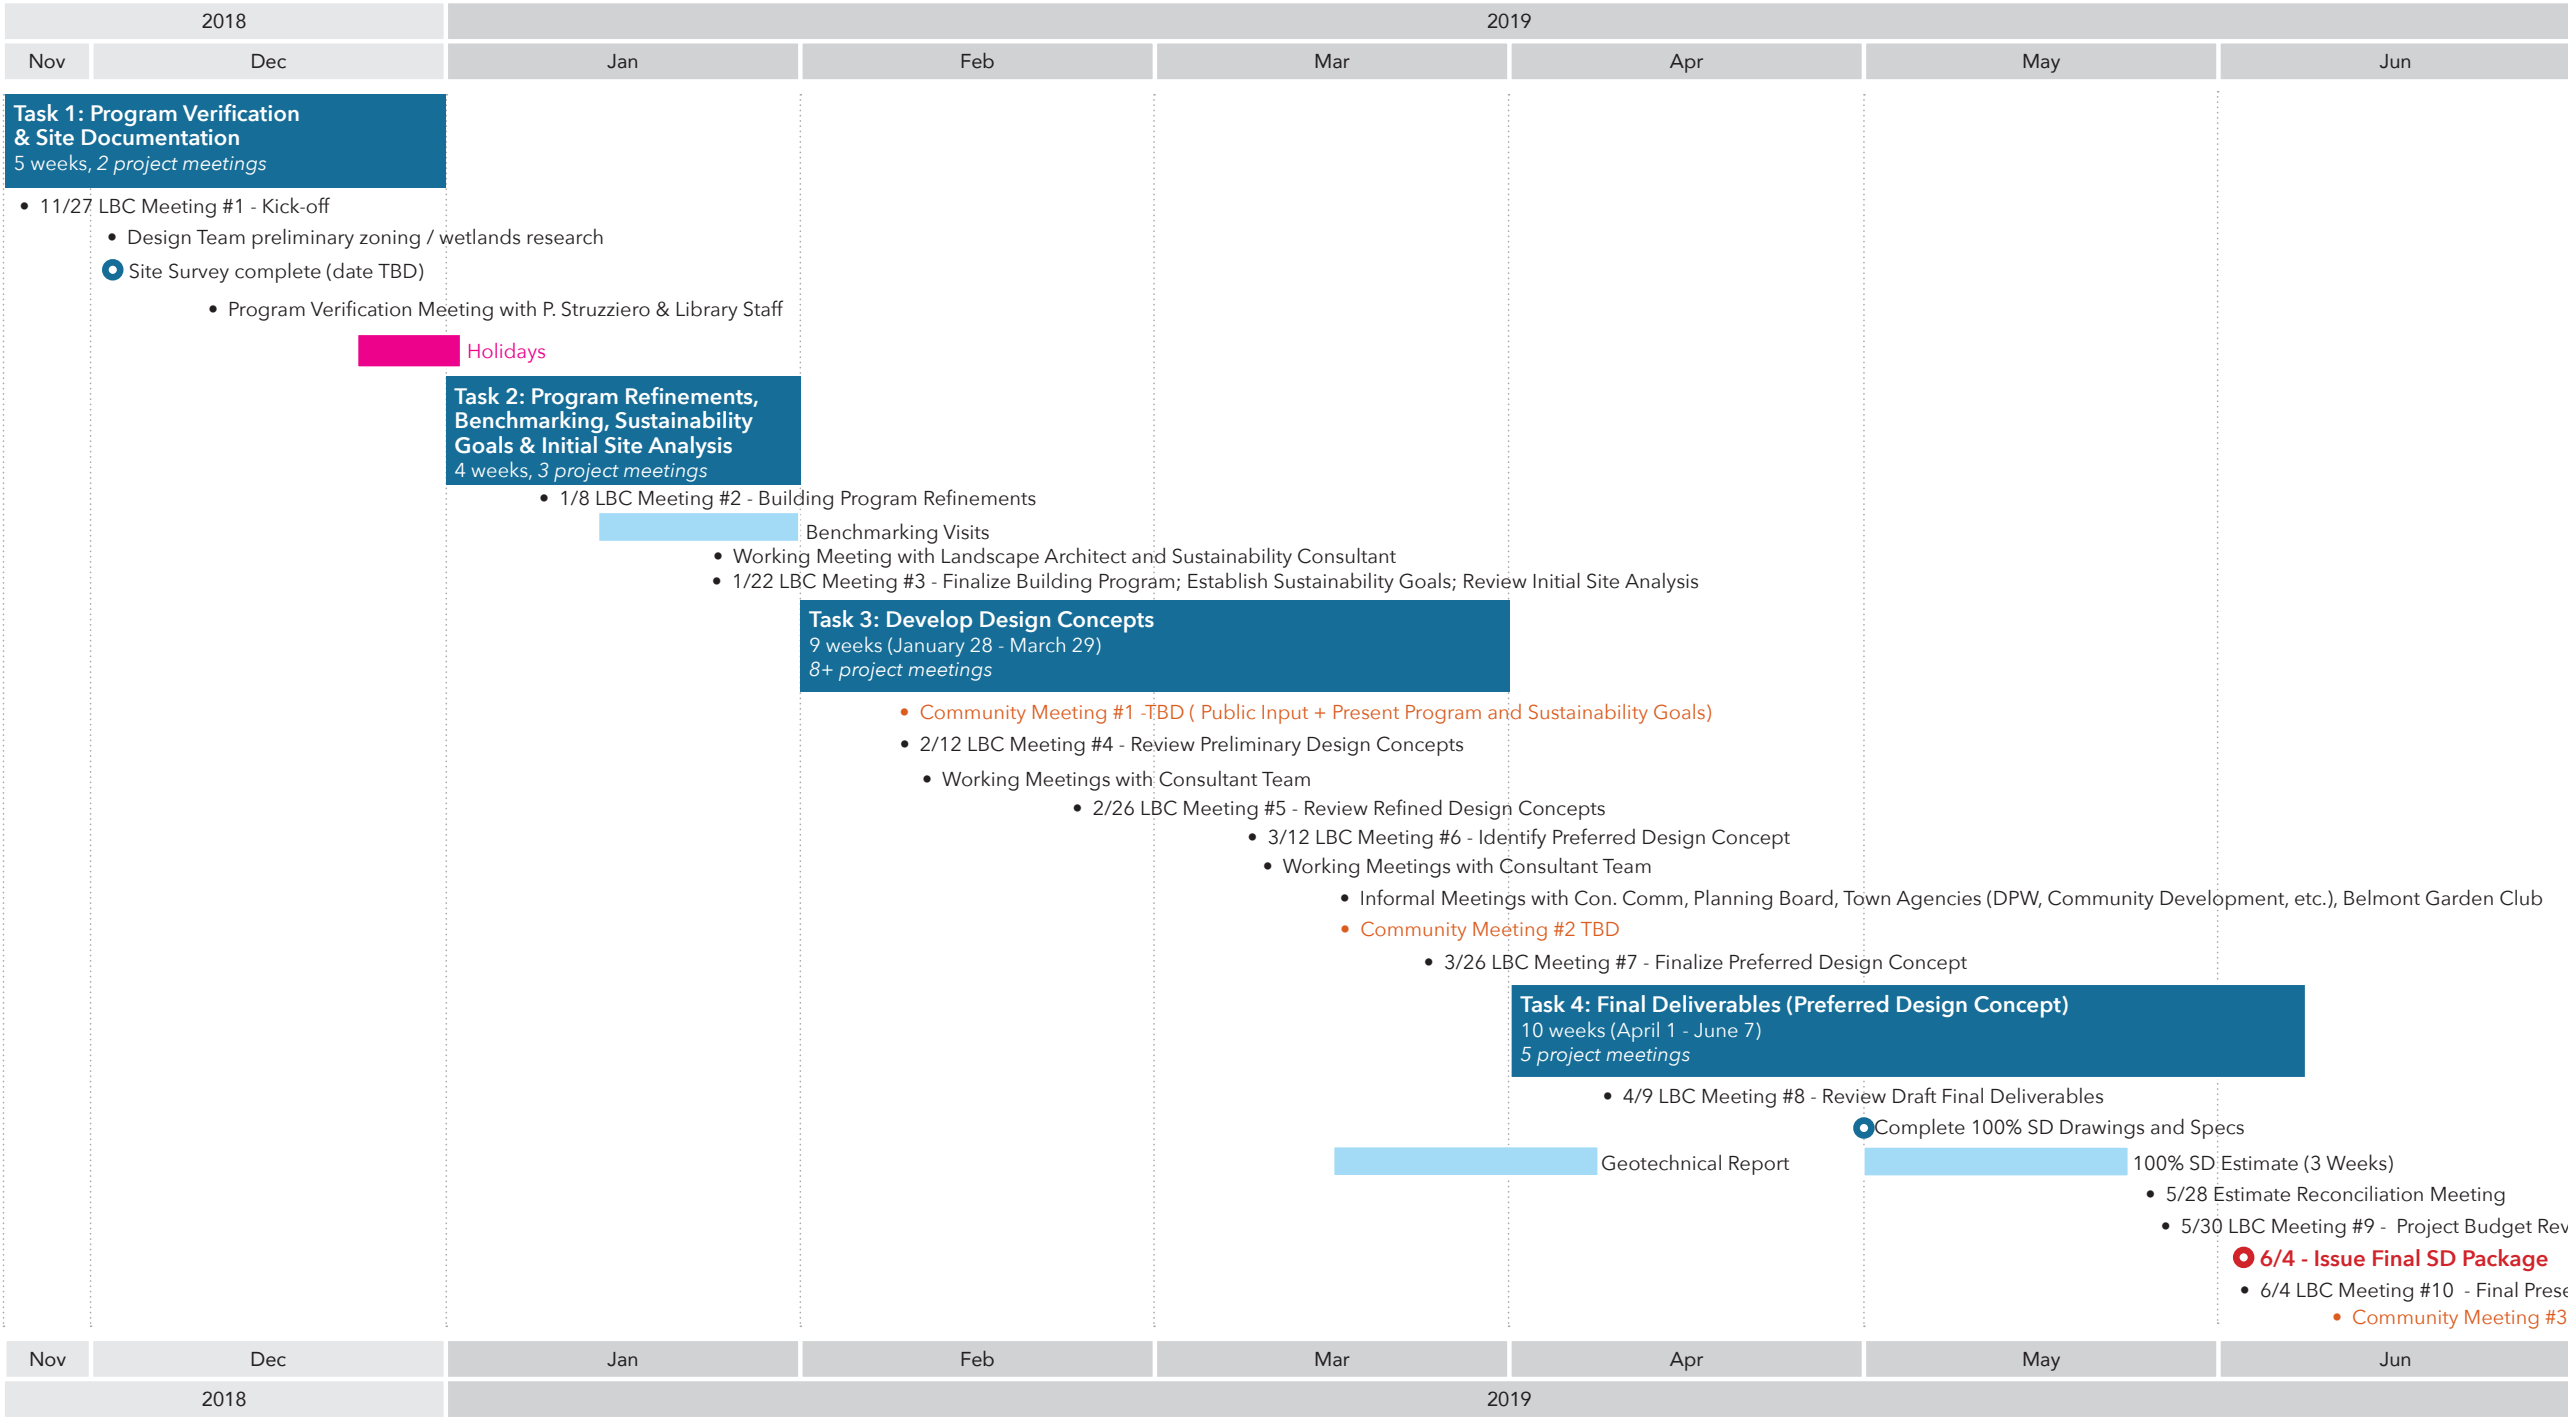 2018
2019
Nov
Dec
Jan
Feb
Mar
Apr
May
Jun
Task 1: Program Verification
& Site Documentation
5 weeks, 2 project meetings
• 11/27 LBC Meeting #1 - Kick-off
• Design Team preliminary zoning / wetlands research
Site Survey complete (date TBD)
• Program Verification Meeting with P. Struzziero & Library Staff
Holidays
Task 2: Program Refinements,
Benchmarking, Sustainability
Goals & Initial Site Analysis
4 weeks, 3 project meetings
• 1/8 LBC Meeting #2 - Building Program Refinements
Benchmarking Visits
• Working Meeting with Landscape Architect and Sustainability Consultant
• 1/22 LBC Meeting #3 - Finalize Building Program; Establish Sustainability Goals; Review Initial Site Analysis
Task 3: Develop Design Concepts
9 weeks (January 28 - March 29)
8+ project meetings
• Community Meeting #1 -TBD ( Public Input + Present Program and Sustainability Goals)
• 2/12 LBC Meeting #4 - Review Preliminary Design Concepts
• Working Meetings with Consultant Team
• 2/26 LBC Meeting #5 - Review Refined Design Concepts
• 3/12 LBC Meeting #6 - Identify Preferred Design Concept
• Working Meetings with Consultant Team
• Informal Meetings with Con. Comm, Planning Board, Town Agencies (DPW, Community Development, etc.), Belmont Garden Club
• Community Meeting #2 TBD
• 3/26 LBC Meeting #7 - Finalize Preferred Design Concept
Task 4: Final Deliverables (Preferred Design Concept)
10 weeks (April 1 - June 7)
5 project meetings
• 4/9 LBC Meeting #8 - Review Draft Final Deliverables
Complete 100% SD Drawings and Specs
Geotechnical Report
100% SD Estimate (3 Weeks)
• 5/28 Estimate Reconciliation Meeting
• 5/30 LBC Meeting #9 - Project Budget Rev
6/4 - Issue Final SD Package
• 6/4 LBC Meeting #10 - Final Prese
• Community Meeting #3
Nov
Dec
Jan
Feb
Mar
Apr
May
Jun
2018
2019